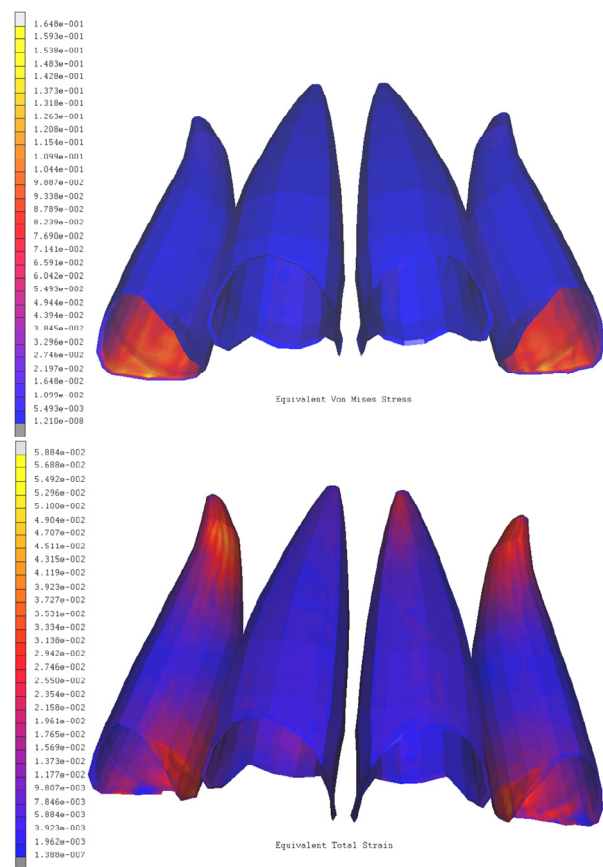 1.648e-001
1.593e-001
1.538e-001
1.483e-001
1.428e-001
1.373e-001
1.318e-001
1.263e-001
1.208e-001
1.154e-001
1.099e-001
1.044e-001
9.887e-002
9.338e-002
8.789e-002
8.239e-002
7.690e-002
7.141e-002
6.591e-002
6.042e-002
5.493e-002
4.944e-002
4.394e-002
3.845e-002
3.296e-002
2.746e-002
2.197e-002
1.648e-002
1.099e-002
5.493e-003
1.210e-008
Equivalent Von Mises Stress
5.884e-002
5.688e-002
5.492e-002
5.296e-002
5.100e-002
4.904e-002
4.707e-002
4.511e-002
4.315e-002
4.119e-002
3.923e-002
3.727e-002
3.531e-002
3.334e-002
3.138e-002
2.942e-002
2.746e-002
2.550e-002
2.354e-002
2.158e-002
1.961e-002
1.765e-002
1.569e-002
1.373e-002
1.177e-002
9.807e-003
7.846e-003
5.884e-003
3.923e-003
1.962e-003
1.388e-007
Equivalent Total Strain